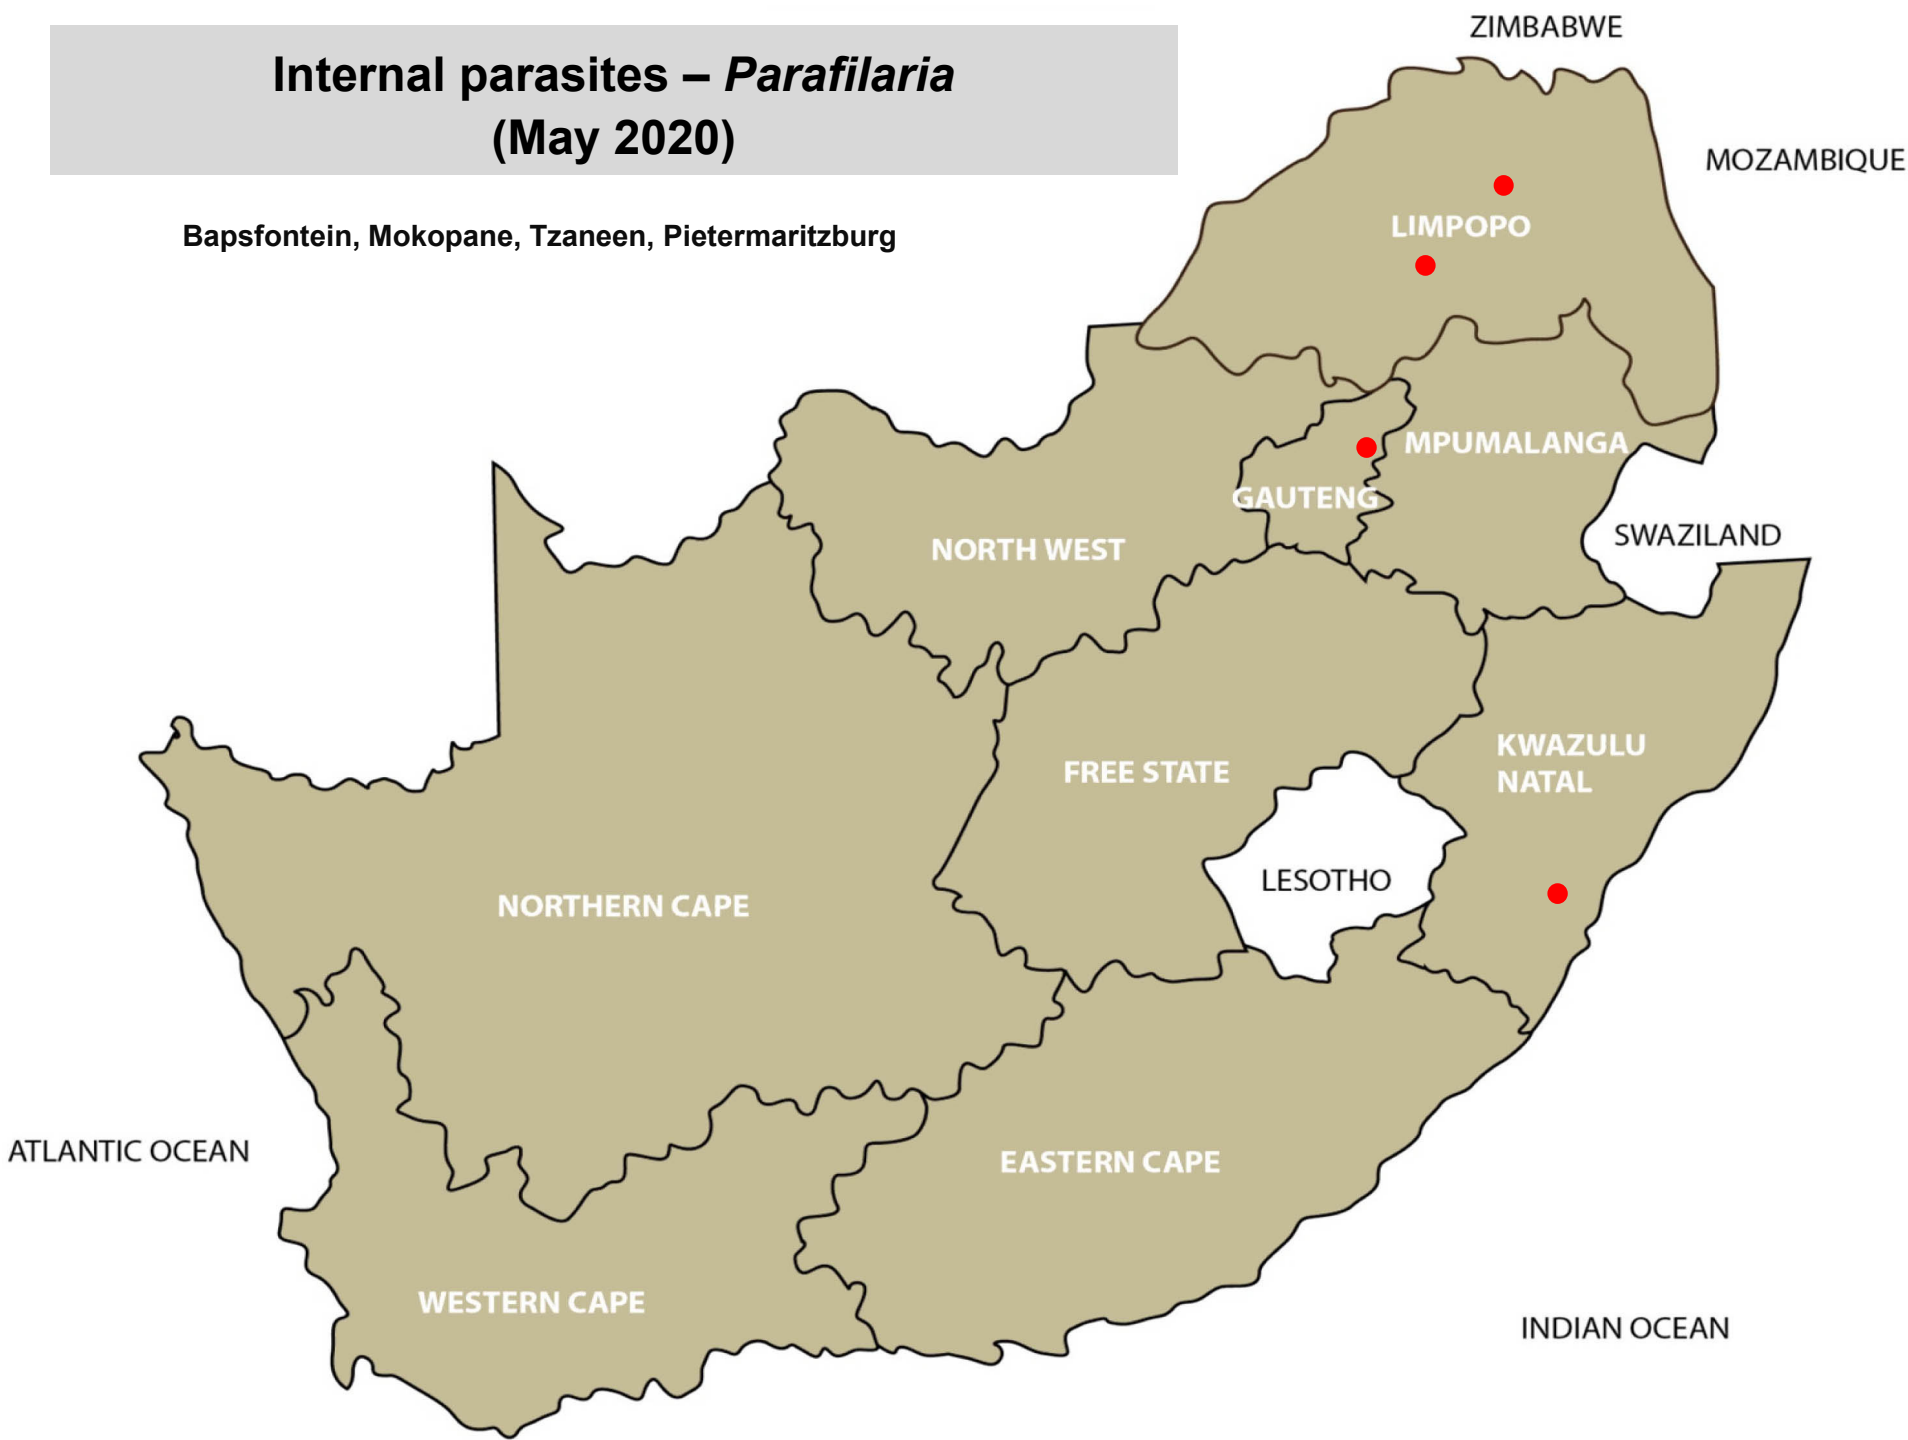 Internal parasites – Parafilaria
(May 2020)
Bapsfontein, Mokopane, Tzaneen, Pietermaritzburg
ZIMBABWE
MOZAMBIQUE
LIMPOPO
MPUMALANGA
GAUTENG
SWAZILAND
NORTH WEST
KWAZULU
NATAL
FREE STATE
LESOTHO
NORTHERN CAPE
ATLANTIC OCEAN
EASTERN CAPE
WESTERN CAPE
INDIAN OCEAN